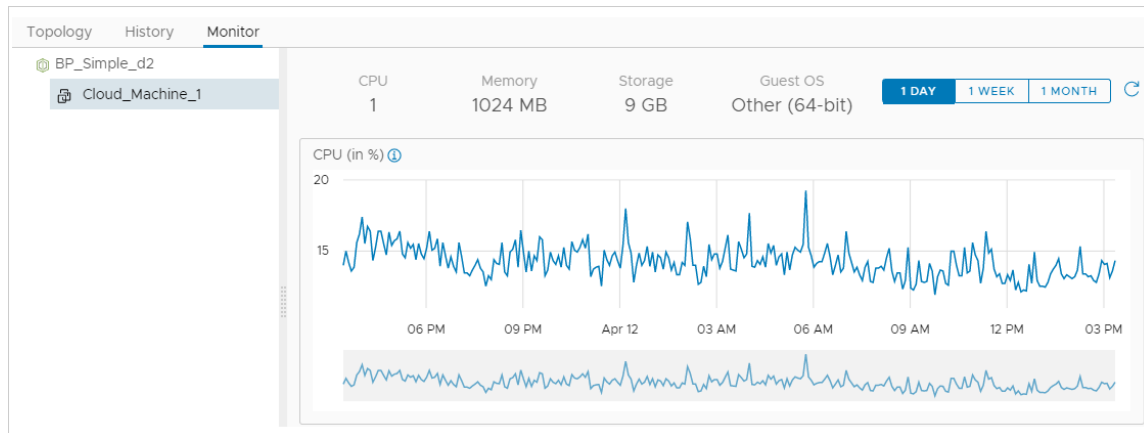 Topology History Monitor
BP_Simple_d2
Cloud_Machine_1
CPU Memory Storage Guest OS
1 1024 MB 9 GB Other (64-bit)
1 DAY 1 WEEK 1 MONTH
CPU (in %)
20
15
06 PM 09 PM Apr 12 03 AM 06 AM 09 AM 12 PM 03 PM